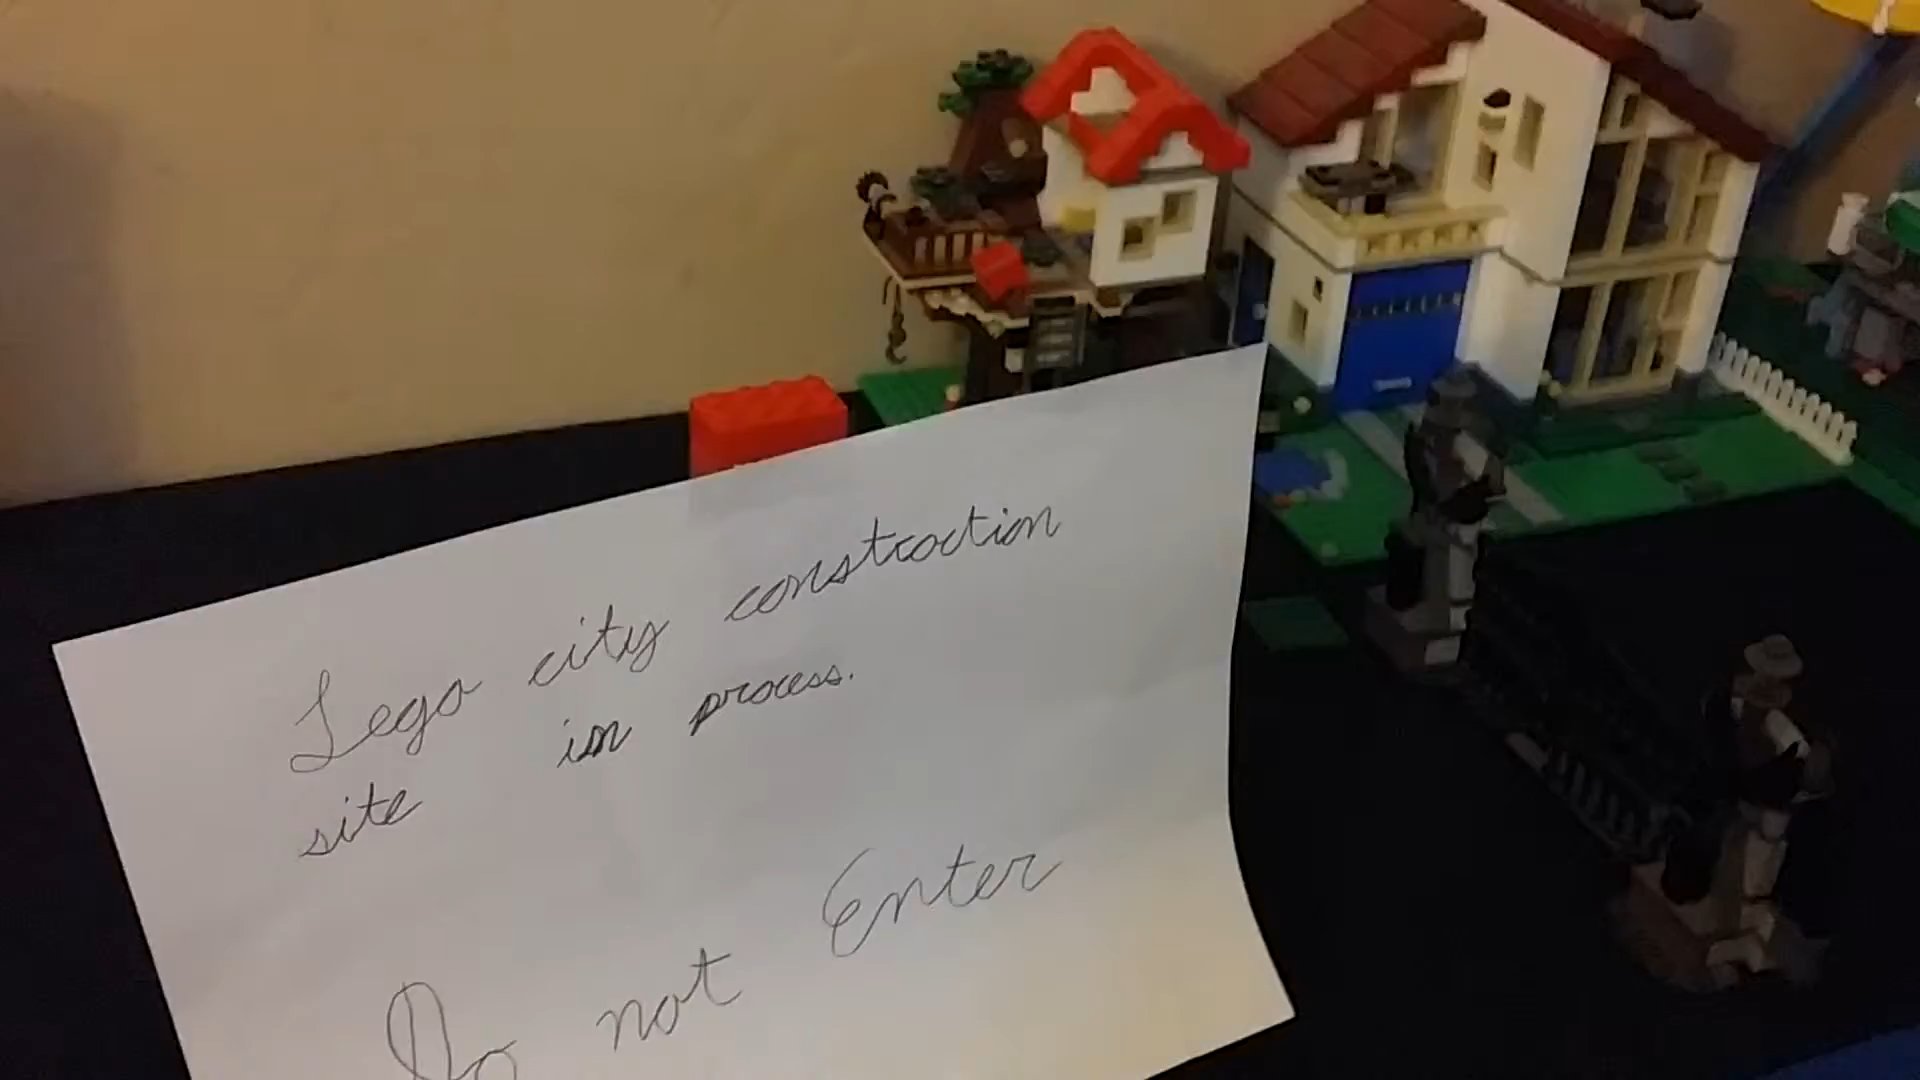 Lego city construction
site in process.
Do not Enter